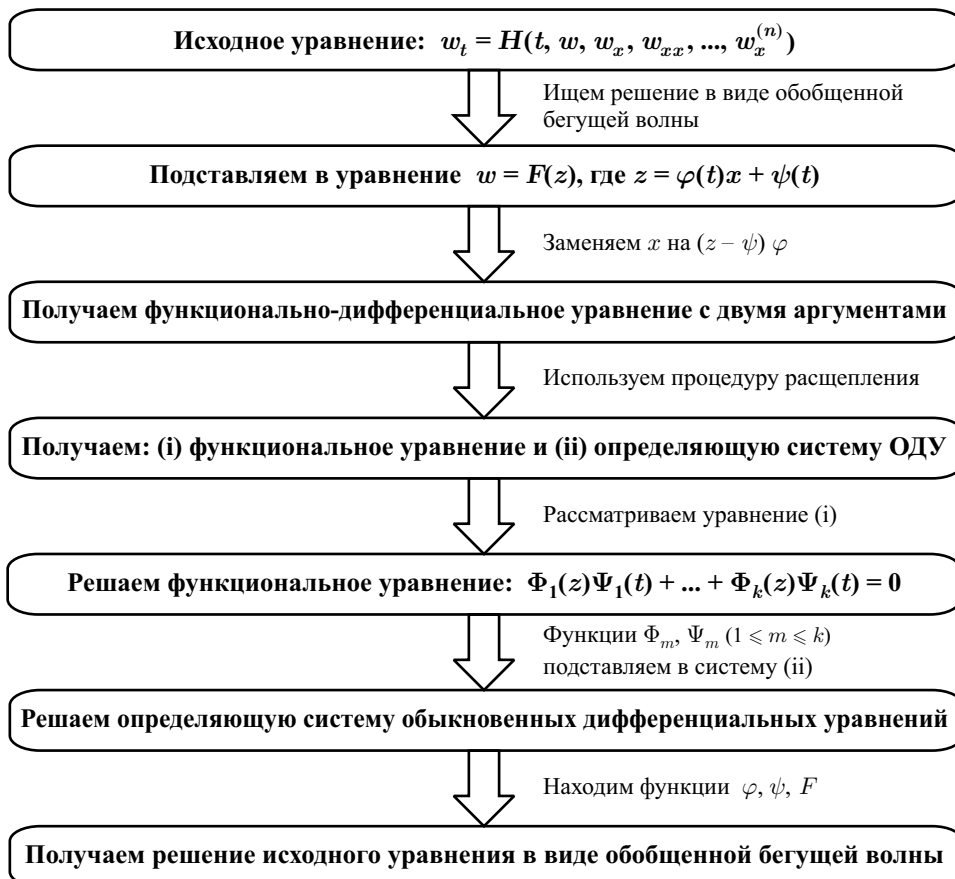 Исходное уравнение: w_t = H(t, w, w_x, w_{xx}, ..., w_x^{(n)})
Ищем решение в виде обобщенной
бегущей волны
Подставляем в уравнение w = F(z), где z = φ(t)x + ψ(t)
Заменяем x на (z – ψ) φ
Получаем функционально-дифференциальное уравнение с двумя аргументами
Используем процедуру расщепления
Получаем: (i) функциональное уравнение и (ii) определяющую систему ОДУ
Рассматриваем уравнение (i)
Решаем функциональное уравнение: Φ_1(z)Ψ_1(t) + ... + Φ_k(z)Ψ_k(t) = 0
Функции Φ_m, Ψ_m (1 ⩽ m ⩽ k)
подставляем в систему (ii)
Решаем определяющую систему обыкновенных дифференциальных уравнений
Находим функции φ, ψ, F
Получаем решение исходного уравнения в виде обобщенной бегущей волны